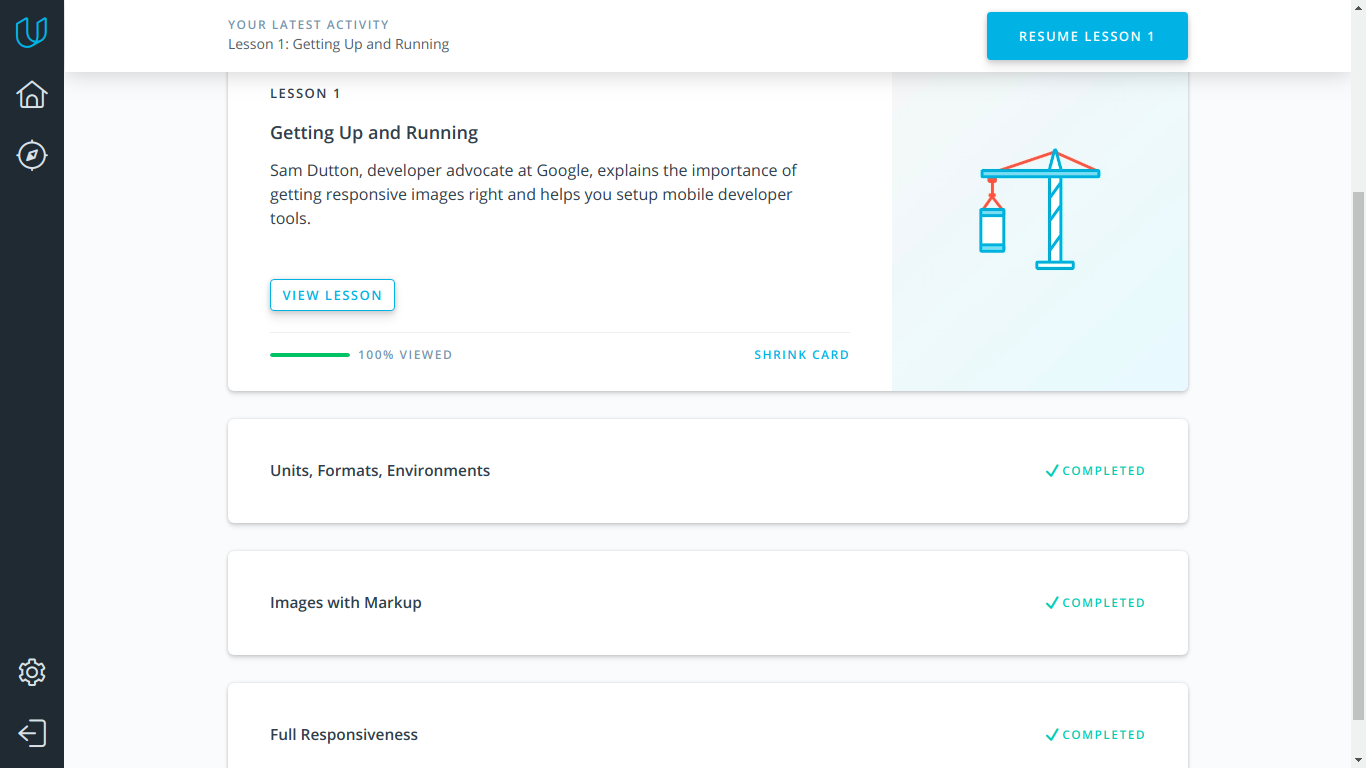 YOUR LATEST ACTIVITY
Lesson 1: Getting Up and Running
RESUME LESSON 1
LESSON 1
Getting Up and Running
Sam Dutton, developer advocate at Google, explains the importance of
getting responsive images right and helps you setup mobile developer
tools.
VIEW LESSON
100% VIEWED
SHRINK CARD
Units, Formats, Environments
COMPLETED
Images with Markup
COMPLETED
Full Responsiveness
COMPLETED